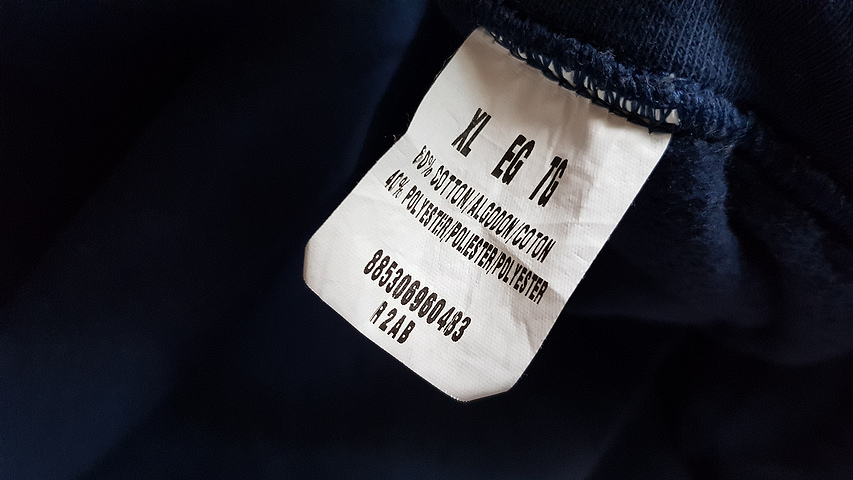 XL EG TG
60% COTTON/ALGODON/COTON
40% POLYESTER/POLIESTER/POLYESTER
885306960483
R2AB